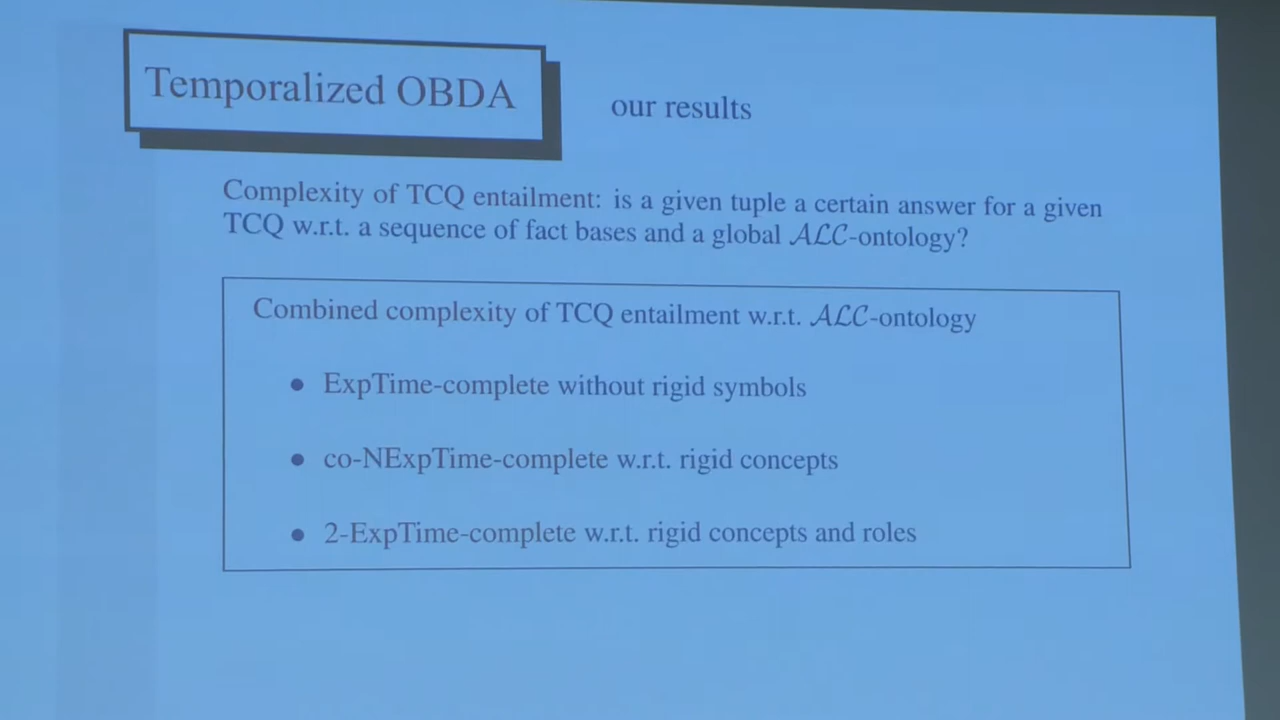 Temporalized OBDA
our results
Complexity of TCQ entailment: is a given tuple a certain answer for a given
TCQ w.r.t. a sequence of fact bases and a global ALC-ontology?
Combined complexity of TCQ entailment w.r.t. ALC-ontology
• ExpTime-complete without rigid symbols
• co-NExpTime-complete w.r.t. rigid concepts
• 2-ExpTime-complete w.r.t. rigid concepts and roles